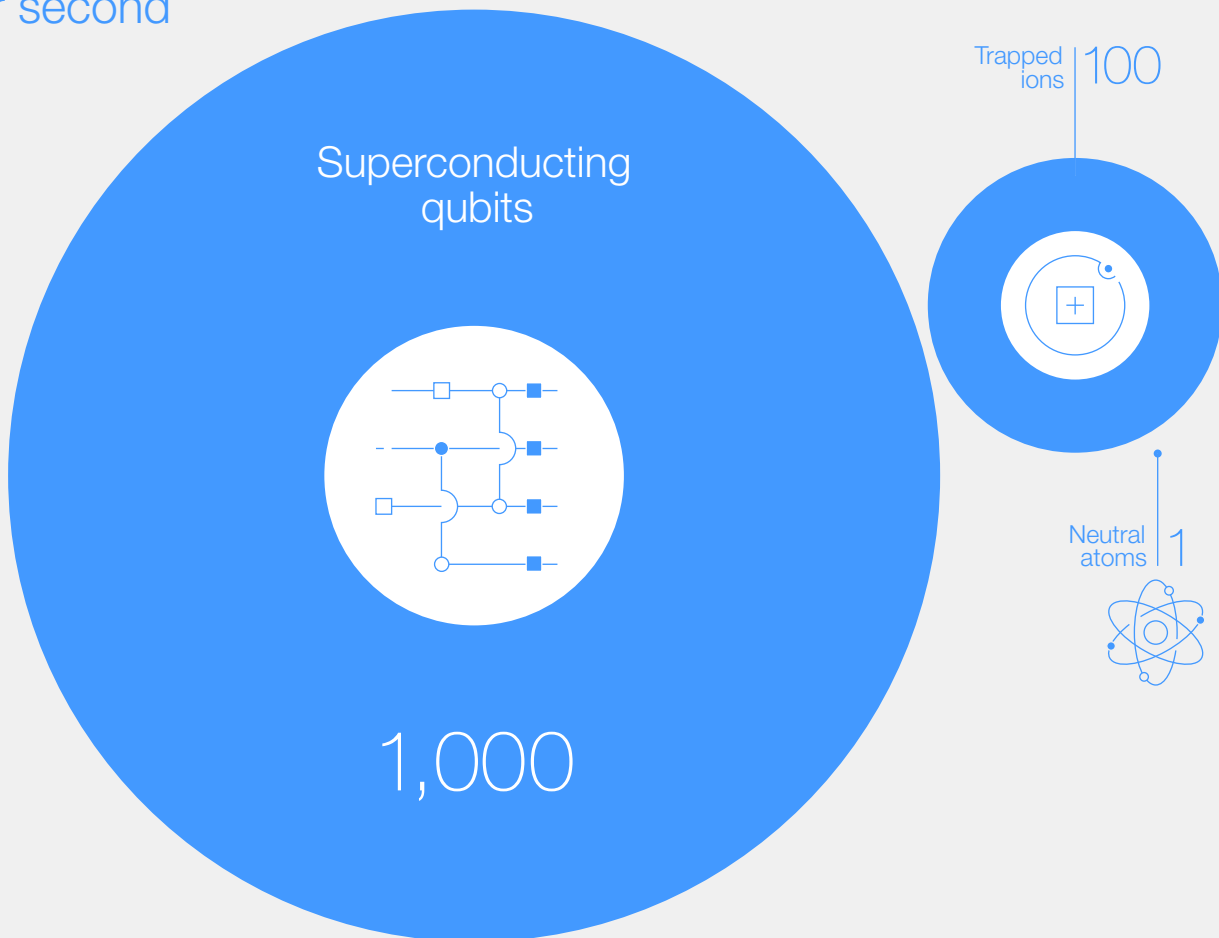 second
Superconducting
qubits
1,000
Trapped
ions
100
Neutral
atoms
1